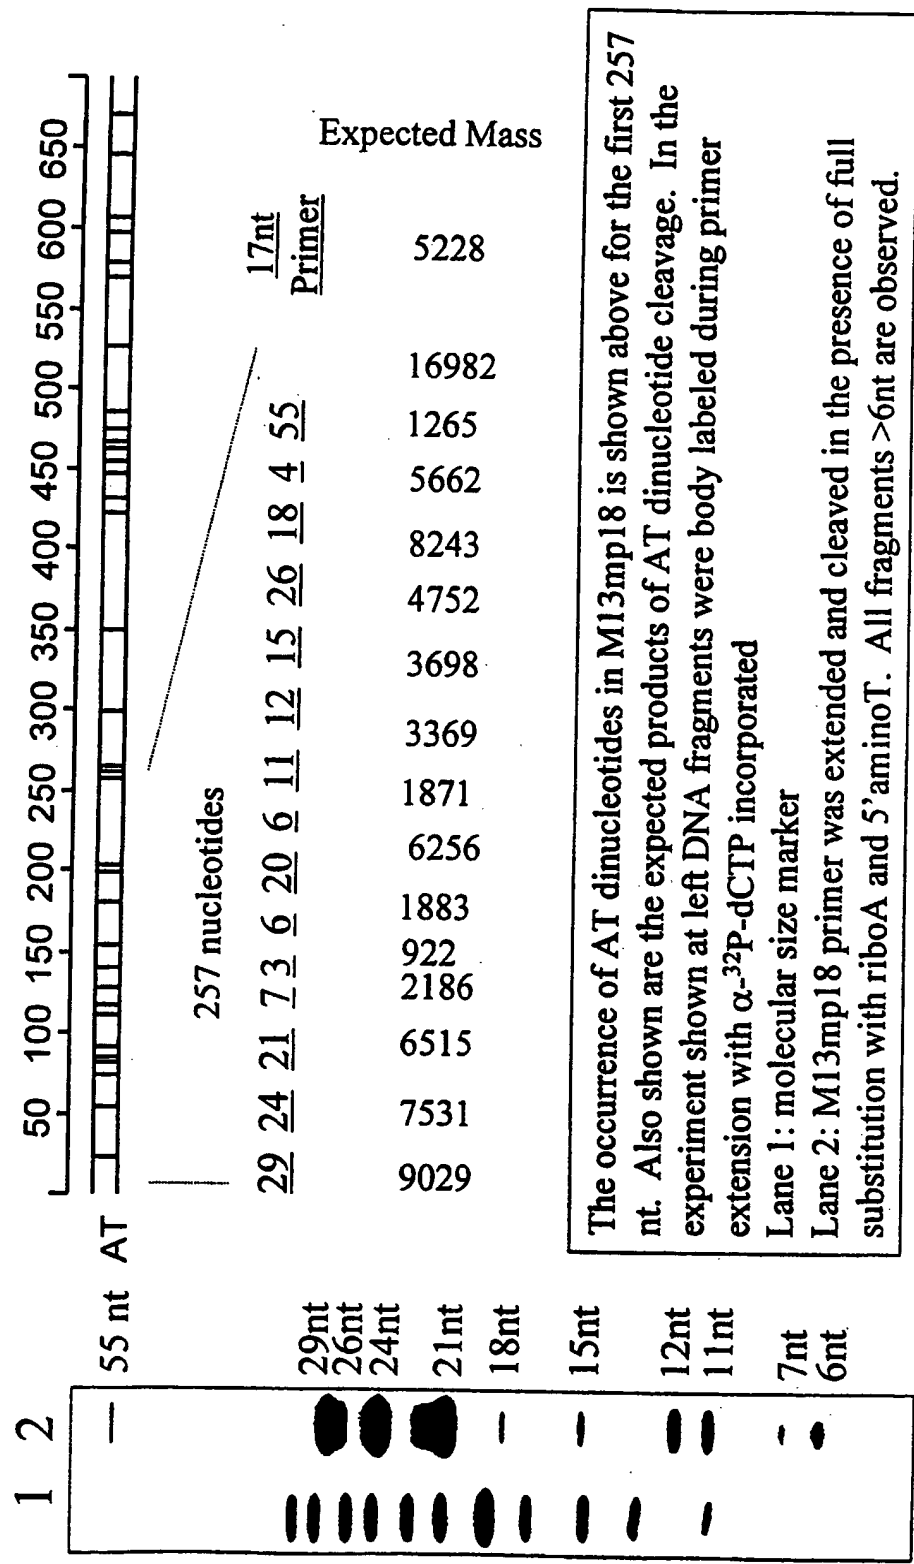 1 2
55 nt
29nt
26nt
24nt
21nt
18nt
15nt
12nt
11nt
7nt
6nt
50 100 150 200 250 300 350 400 450 500 550 600 650
AT
257 nucleotides
17nt
29 24 21 7 3 6 20 6 11 12 15 26 18 4 55 Primer
Expected Mass
9029 7531 6515 2186 922 1883 6256 1871 3369 3698 4752 8243 5662 1265 16982 5228
The occurrence of AT dinucleotides in M13mp18 is shown above for the first 257
nt. Also shown are the expected products of AT dinucleotide cleavage. In the
experiment shown at left DNA fragments were body labeled during primer
extension with α-³²P-dCTP incorporated
Lane 1: molecular size marker
Lane 2: M13mp18 primer was extended and cleaved in the presence of full
substitution with riboA and 5'aminoT. All fragments >6nt are observed.